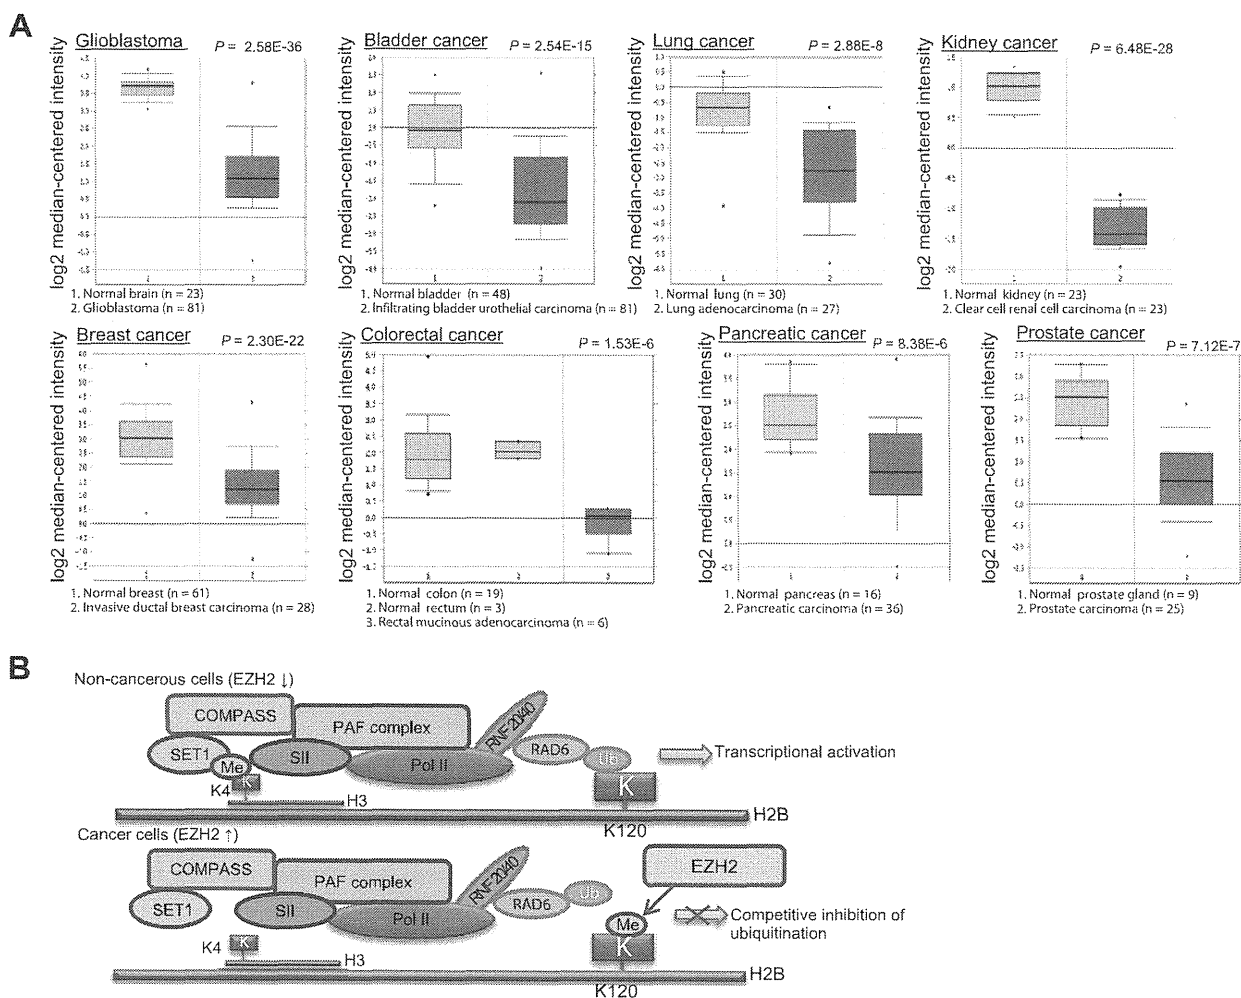 A
Glioblastoma
P = 2.58E-36
log2 median-centered intensity
1. Normal brain (n = 23)
2. Glioblastoma (n = 81)
Bladder cancer
P = 2.54E-15
log2 median-centered intensity
1. Normal bladder (n = 48)
2. Infiltrating bladder urothelial carcinoma (n = 81)
Lung cancer
P = 2.88E-8
log2 median-centered intensity
1. Normal lung (n = 30)
2. Lung adenocarcinoma (n = 27)
Kidney cancer
P = 6.48E-28
log2 median-centered intensity
1. Normal kidney (n = 23)
2. Clear cell renal cell carcinoma (n = 23)
Breast cancer
P = 2.30E-22
log2 median-centered intensity
1. Normal breast (n = 61)
2. Invasive ductal breast carcinoma (n = 28)
Colorectal cancer
P = 1.53E-6
log2 median-centered intensity
1. Normal colon (n = 19)
2. Normal rectum (n = 3)
3. Rectal mucinous adenocarcinoma (n = 6)
Pancreatic cancer
P = 8.38E-6
log2 median-centered intensity
1. Normal pancreas (n = 16)
2. Pancreatic carcinoma (n = 36)
Prostate cancer
P = 7.12E-7
log2 median-centered intensity
1. Normal prostate gland (n = 9)
2. Prostate carcinoma (n = 25)
B
Non-cancerous cells (EZH2 ↓)
COMPASS
PAF complex
RNF20/40
SET1
Me
SII
Pol II
RAD6
Ub
Transcriptional activation
K4
K
H3
K
H2B
K120
Cancer cells (EZH2 ↑)
COMPASS
PAF complex
RNF20/40
EZH2
SET1
SII
Pol II
RAD6
Ub
Me
Competitive inhibition of
ubiquitination
K4
K
H3
K
H2B
K120